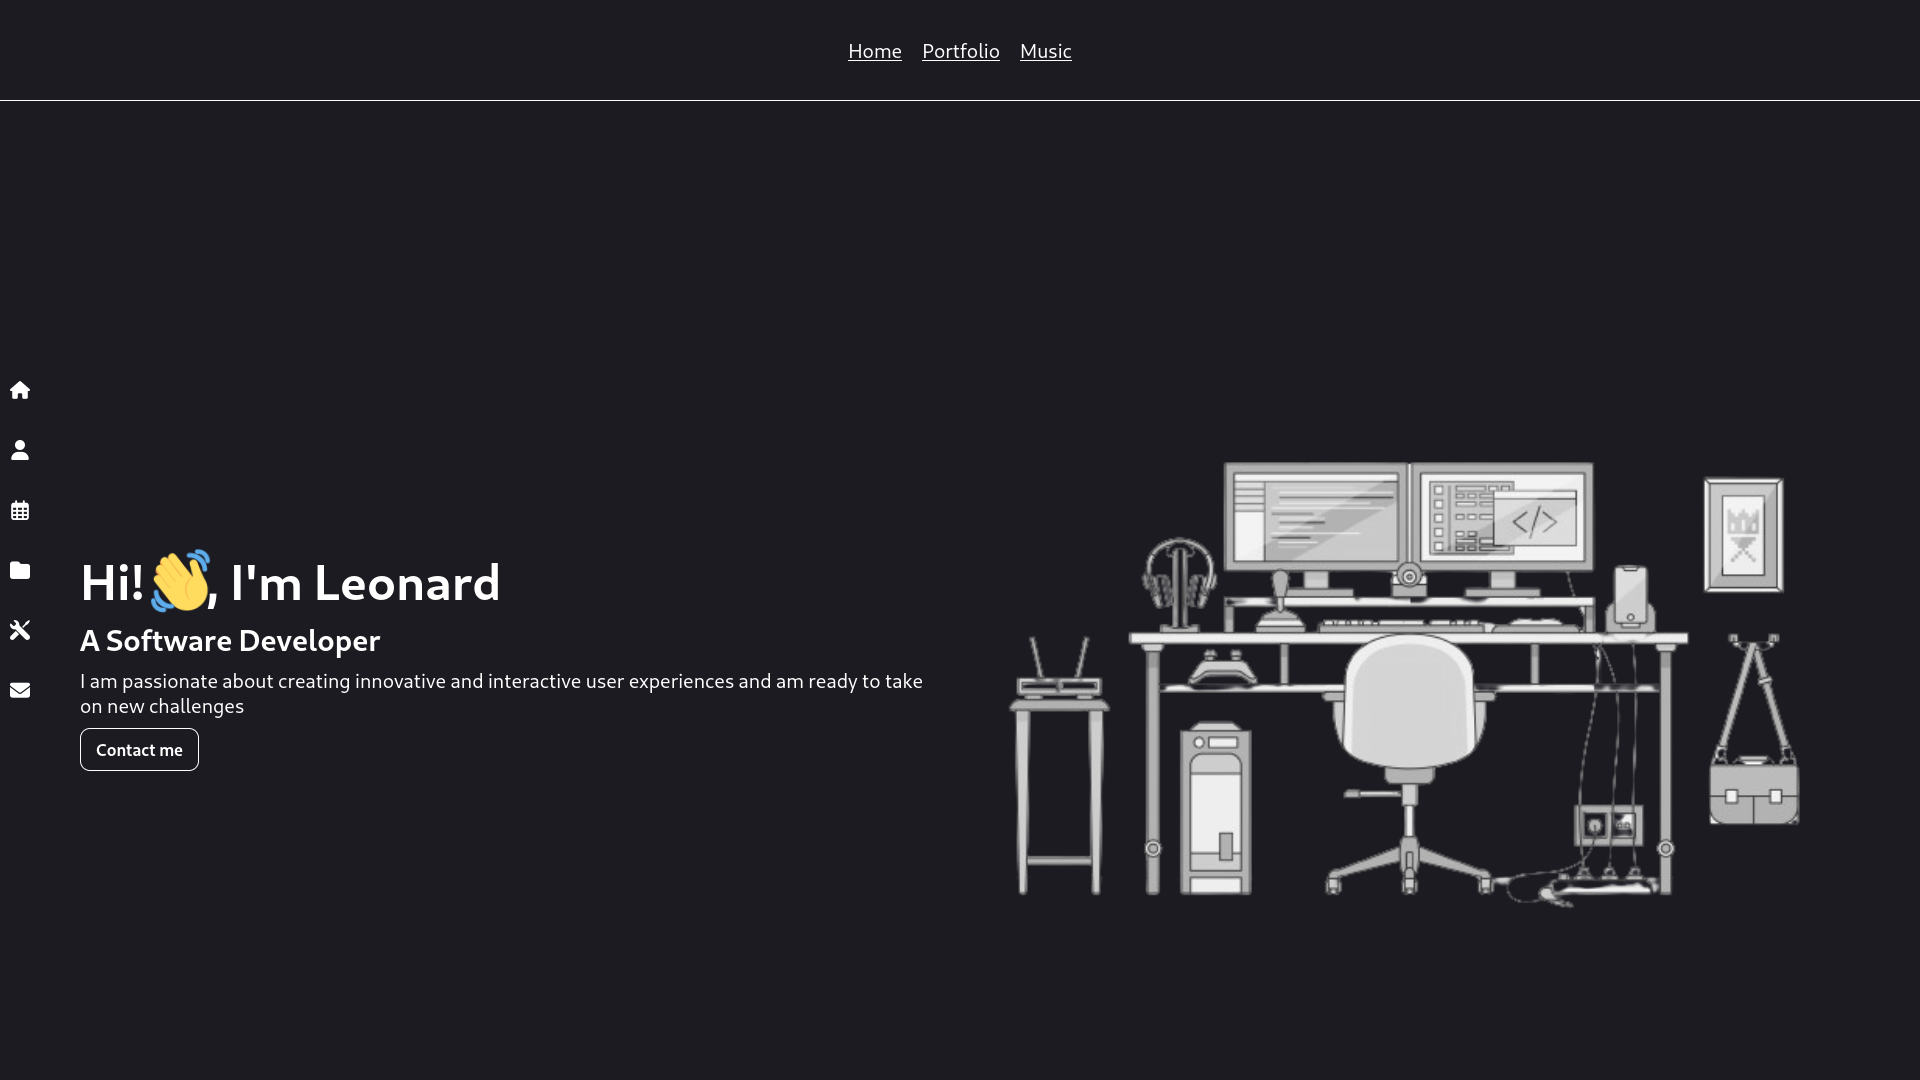 Home Portfolio Music
</>
Hi!👋, I'm Leonard
A Software Developer
I am passionate about creating innovative and interactive user experiences and am ready to take
on new challenges
Contact me